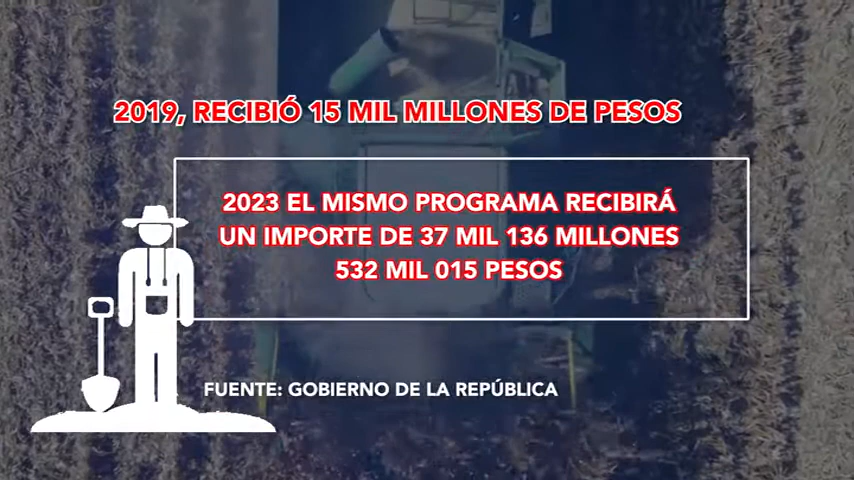 2019, RECIBIÓ 15 MIL MILLONES DE PESOS
2023 EL MISMO PROGRAMA RECIBIRÁ
UN IMPORTE DE 37 MIL 136 MILLONES
532 MIL 015 PESOS
FUENTE: GOBIERNO DE LA REPÚBLICA